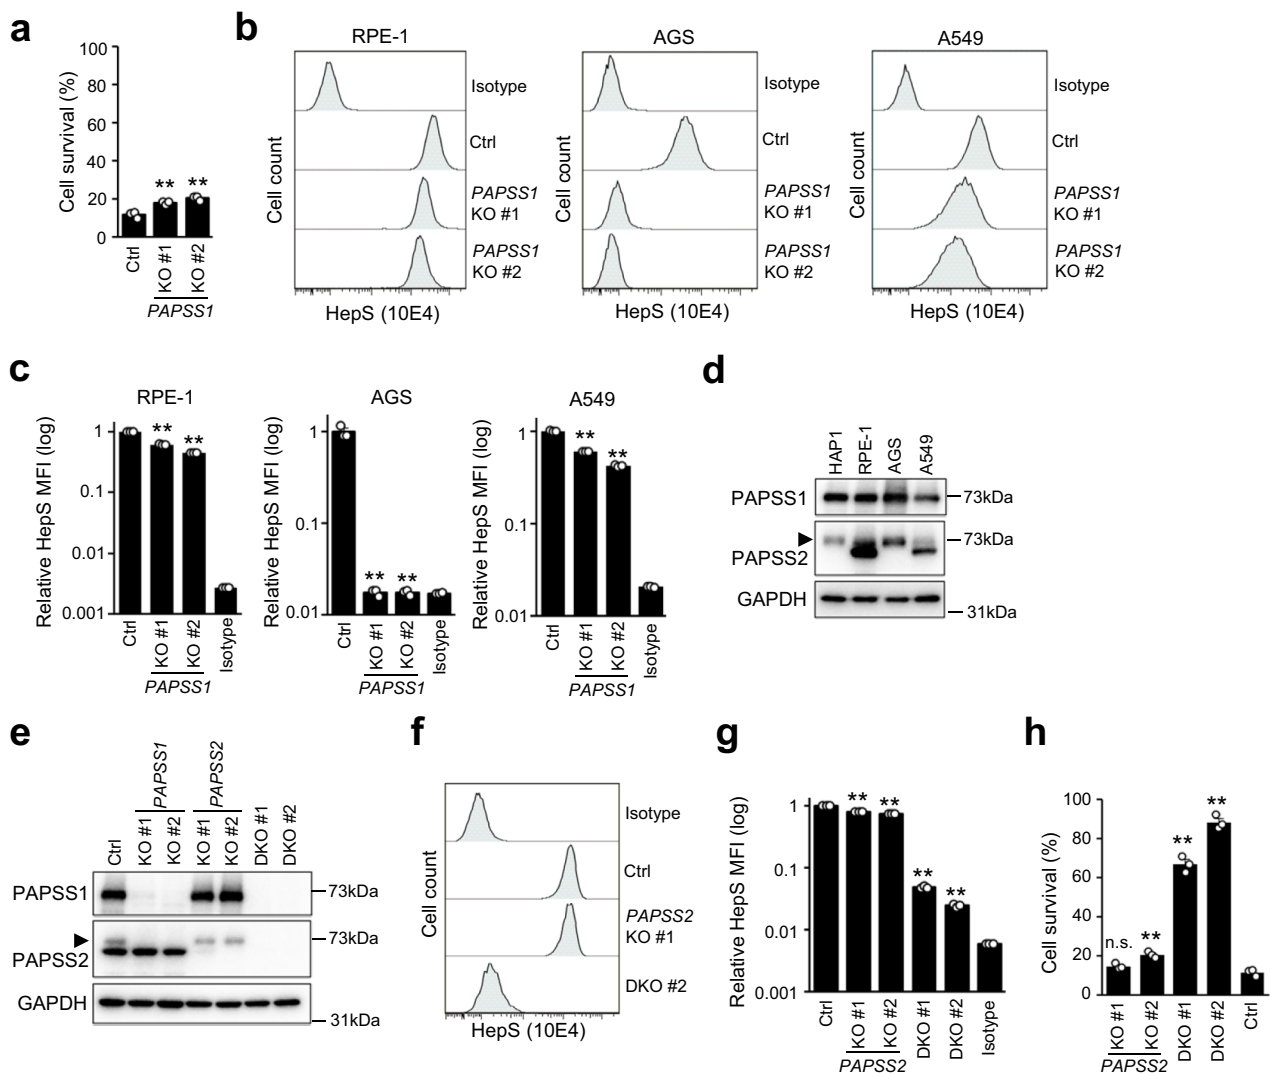 a
Cell survival (%)
100
80
60
40
20
0
**
**
Ctrl
KO #1
KO #2
PAPSS1
b
RPE-1
Cell count
Isotype
Ctrl
PAPSS1
KO #1
PAPSS1
KO #2
HepS (10E4)
AGS
Cell count
Isotype
Ctrl
PAPSS1
KO #1
PAPSS1
KO #2
HepS (10E4)
A549
Cell count
Isotype
Ctrl
PAPSS1
KO #1
PAPSS1
KO #2
HepS (10E4)
c
RPE-1
Relative HepS MFI (log)
1
0.1
0.01
0.001
**
**
Ctrl
KO #1
KO #2
Isotype
PAPSS1
AGS
Relative HepS MFI (log)
1
0.1
0.01
**
**
Ctrl
KO #1
KO #2
Isotype
PAPSS1
A549
Relative HepS MFI (log)
1
0.1
0.01
**
**
Ctrl
KO #1
KO #2
Isotype
PAPSS1
d
HAP1
RPE-1
AGS
A549
PAPSS1
73kDa
73kDa
PAPSS2
GAPDH
31kDa
e
PAPSS1
PAPSS2
Ctrl
KO #1
KO #2
KO #1
KO #2
DKO #1
DKO #2
PAPSS1
73kDa
73kDa
PAPSS2
GAPDH
31kDa
f
Cell count
Isotype
Ctrl
PAPSS2
KO #1
DKO #2
HepS (10E4)
g
Relative HepS MFI (log)
1
0.1
0.01
0.001
**
**
**
**
Ctrl
KO #1
KO #2
DKO #1
DKO #2
Isotype
PAPSS2
h
Cell survival (%)
100
80
60
40
20
0
n.s.
**
**
**
KO #1
KO #2
DKO #1
DKO #2
Ctrl
PAPSS2